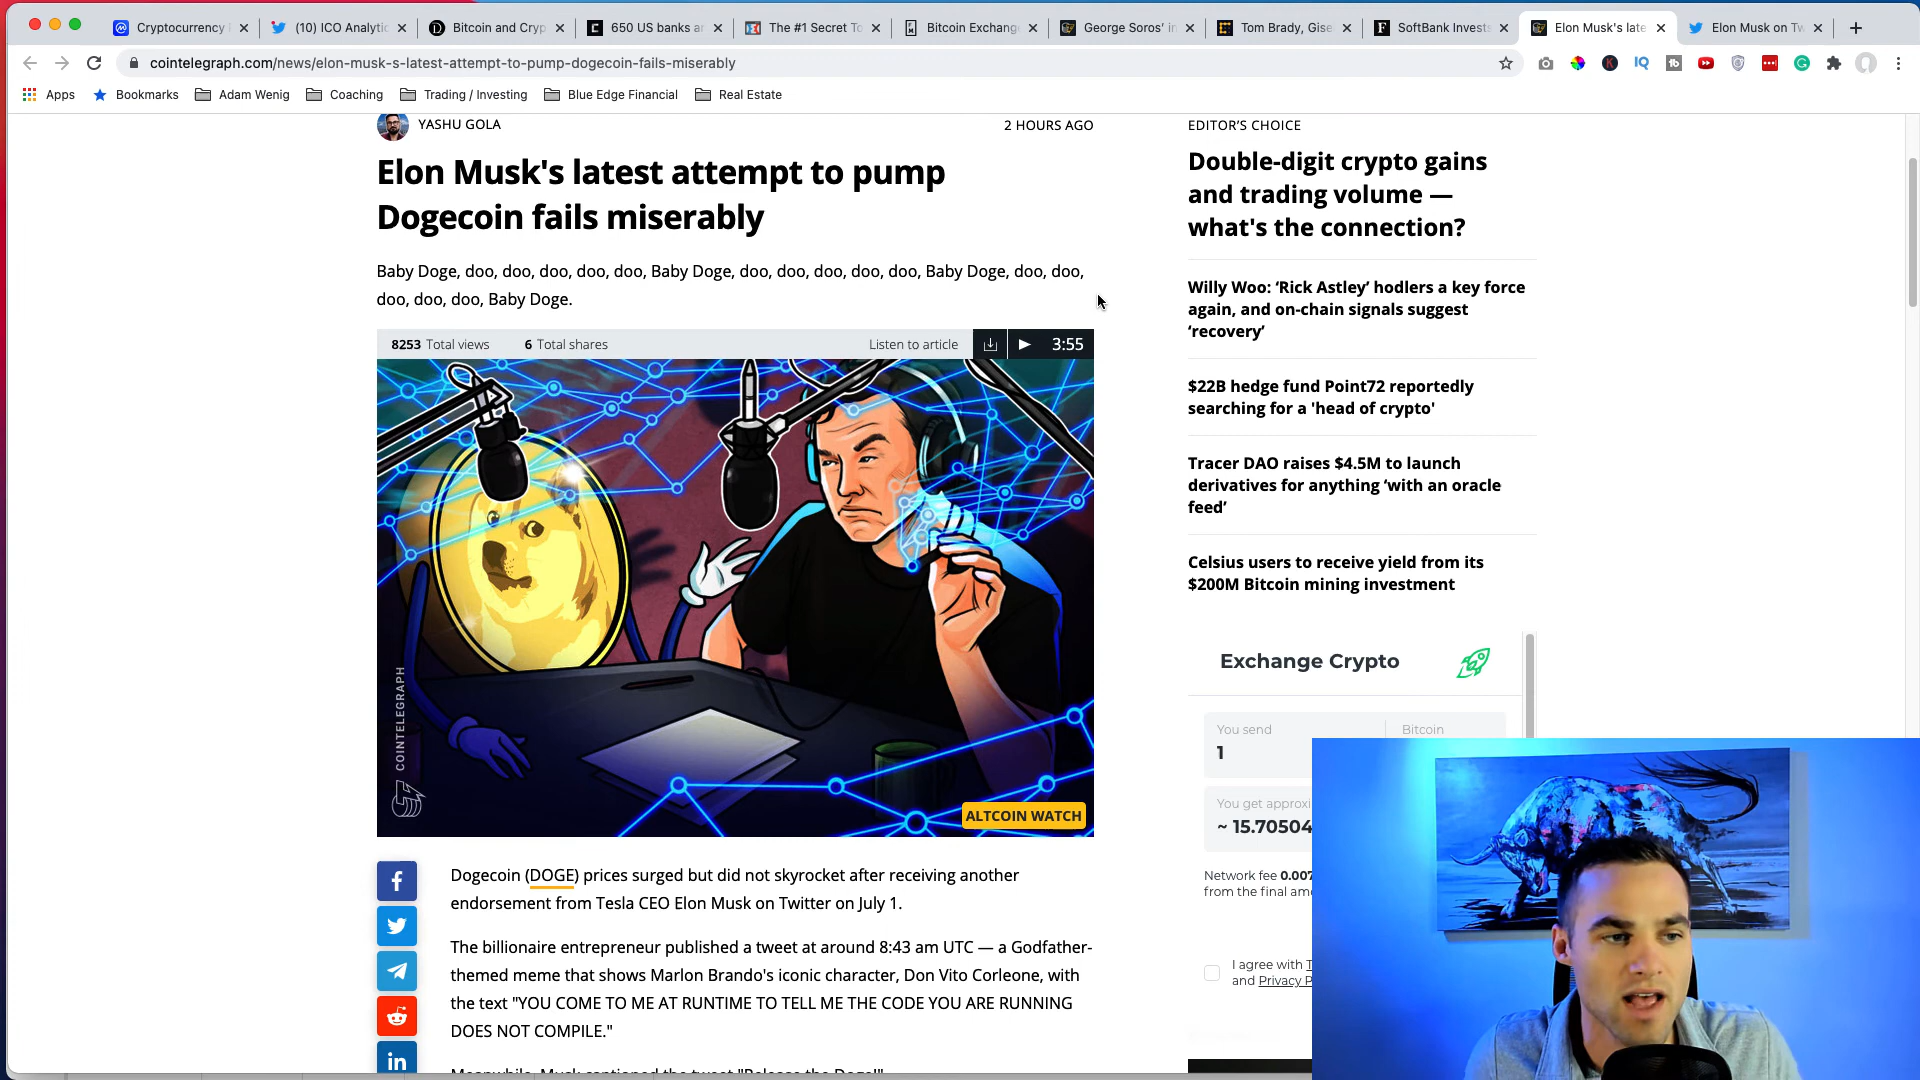 Cryptocurrency
(10) ICO Analytic
Bitcoin and Cryp
650 US banks ar
The #1 Secret To
Bitcoin Exchange
George Soros' in
Tom Brady, Gise
SoftBank Invests
Elon Musk's late
Elon Musk on Tw
cointelegraph.com/news/elon-musk-s-latest-attempt-to-pump-dogecoin-fails-miserably
Apps
Bookmarks
Adam Wenig
Coaching
Trading / Investing
Blue Edge Financial
Real Estate
YASHU GOLA
2 HOURS AGO
Elon Musk's latest attempt to pump
Dogecoin fails miserably
Baby Doge, doo, doo, doo, doo, doo, Baby Doge, doo, doo, doo, doo, doo, Baby Doge, doo, doo,
doo, doo, doo, Baby Doge.
8253 Total views
6 Total shares
Listen to article
3:55
COINTELEGRAPH
ALTCOIN WATCH
Dogecoin (DOGE) prices surged but did not skyrocket after receiving another
endorsement from Tesla CEO Elon Musk on Twitter on July 1.
The billionaire entrepreneur published a tweet at around 8:43 am UTC — a Godfather-
themed meme that shows Marlon Brando's iconic character, Don Vito Corleone, with
the text "YOU COME TO ME AT RUNTIME TO TELL ME THE CODE YOU ARE RUNNING
DOES NOT COMPILE."
Meanwhile, Musk captioned the tweet "Release the Doge!"
EDITOR'S CHOICE
Double-digit crypto gains
and trading volume —
what's the connection?
Willy Woo: ‘Rick Astley’ hodlers a key force
again, and on-chain signals suggest
‘recovery’
$22B hedge fund Point72 reportedly
searching for a 'head of crypto'
Tracer DAO raises $4.5M to launch
derivatives for anything ‘with an oracle
feed’
Celsius users to receive yield from its
$200M Bitcoin mining investment
Exchange Crypto
You send
Bitcoin
1
You get approxi
~ 15.70504
Network fee 0.007
from the final am
I agree with T
and Privacy P